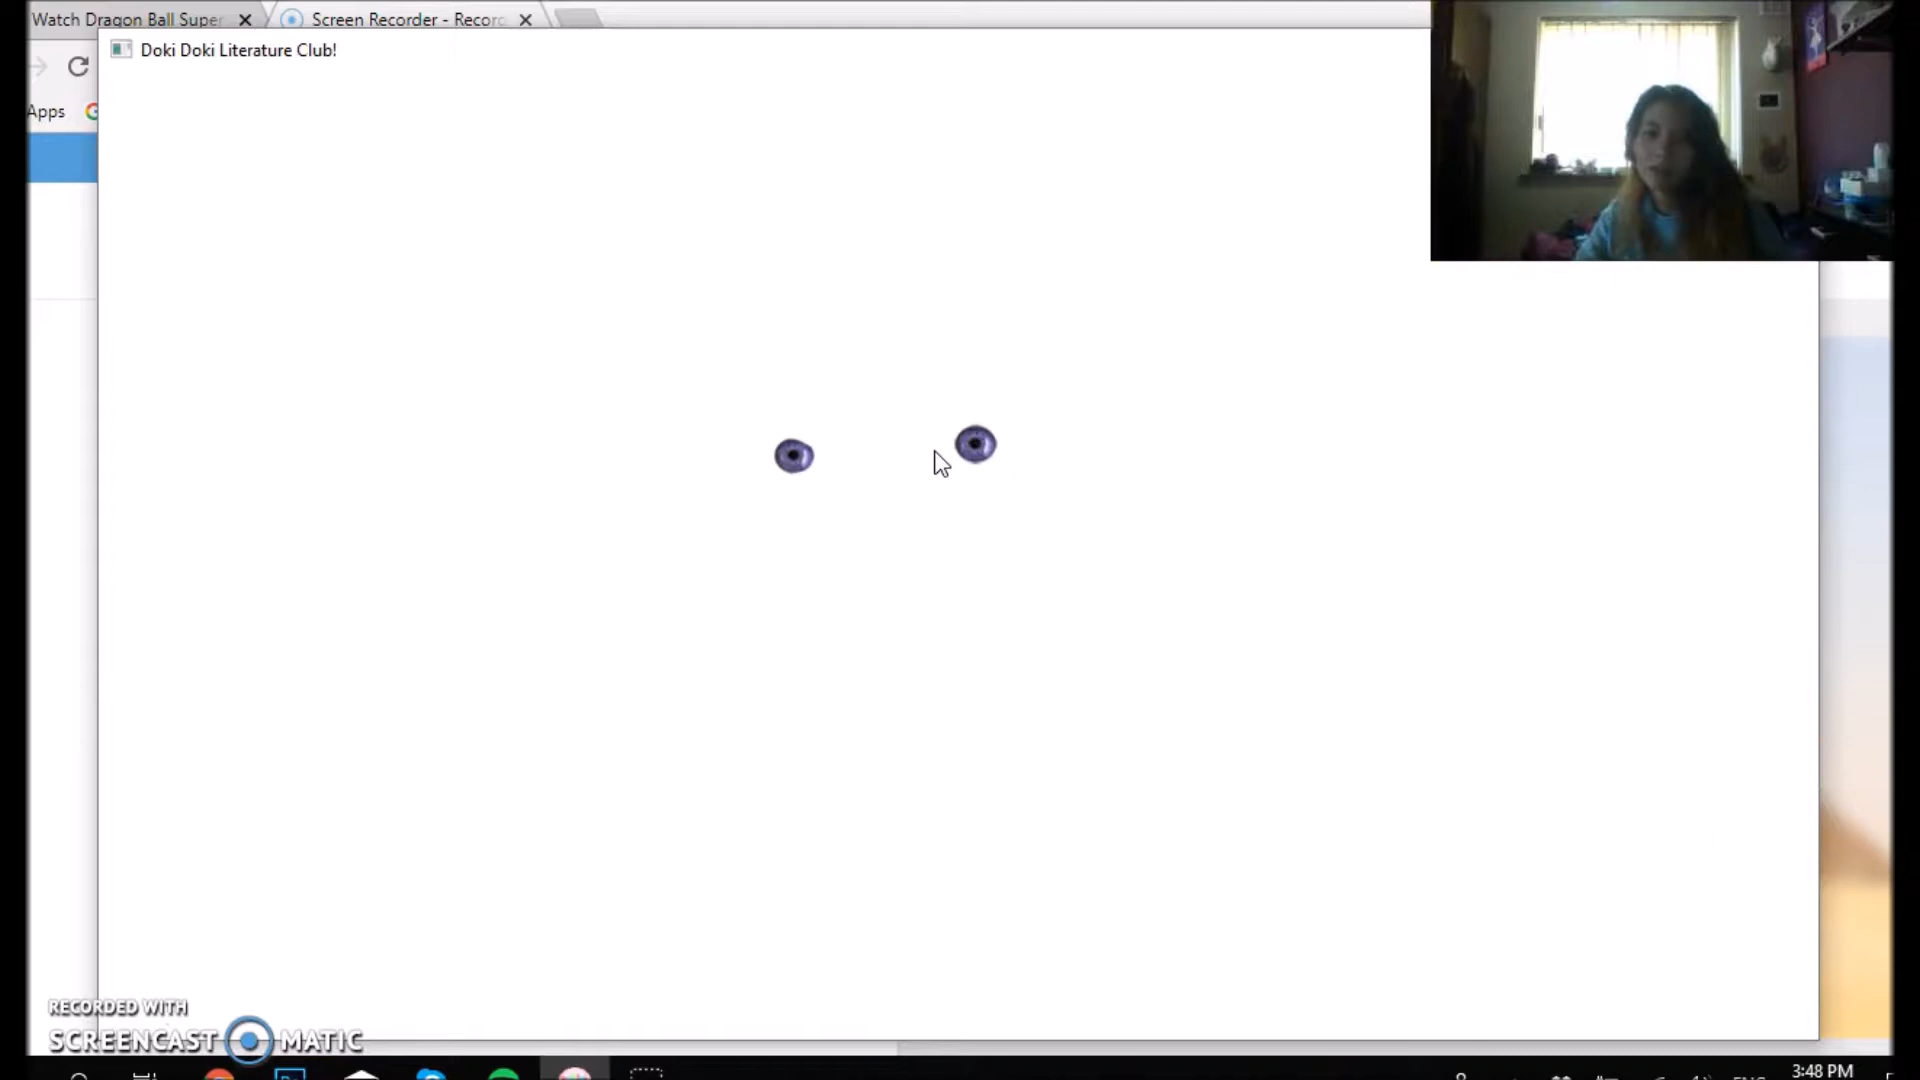 Watch Dragon Ball Super
Screen Recorder - Record
Doki Doki Literature Club!
Apps
RECORDED WITH
SCREENCAST MATIC
3:48 PM